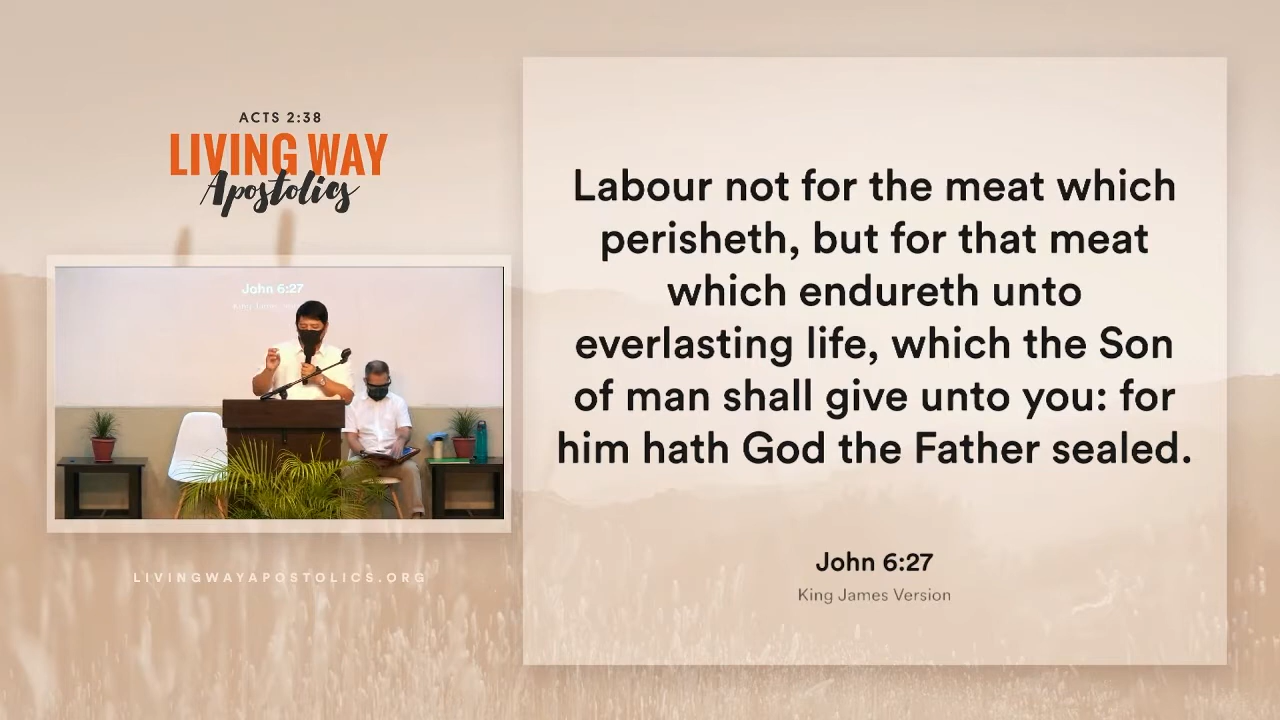 ACTS 2:38
LIVING WAY
Apostolics
John 6:27
LIVINGWAYAPOSTOLICS.ORG
Labour not for the meat which
perisheth, but for that meat
which endureth unto
everlasting life, which the Son
of man shall give unto you: for
him hath God the Father sealed.
John 6:27
King James Version